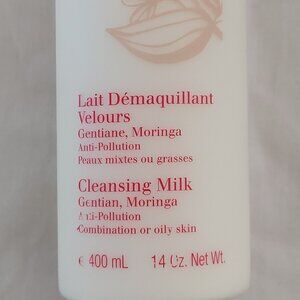 Lait Démaquillant
Velours
Gentiane, Moringa
Anti-Pollution
Peaux mixtes ou grasses
Cleansing Milk
Gentian, Moringa
Anti-Pollution
Combination or oily skin
℮ 400 mL 14 Oz. Net Wt.